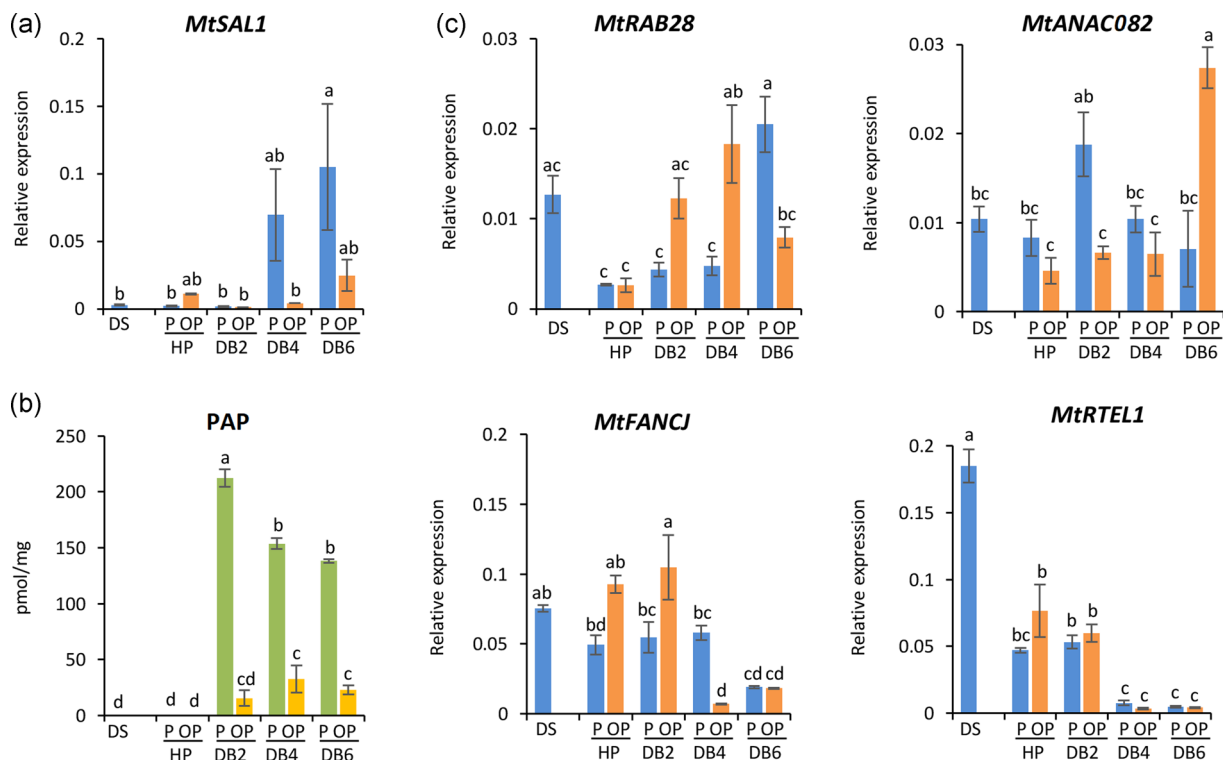 (a)
MtSAL1
Relative expression
0.2
0.15
0.1
0.05
0
b
b
ab
b
b
ab
b
a
ab
DS
P OP
P OP
P OP
P OP
HP
DB2
DB4
DB6
(c)
MtRAB28
Relative expression
0.03
0.02
0.01
0
ac
c
c
c
ac
c
ab
a
bc
DS
P OP
P OP
P OP
P OP
HP
DB2
DB4
DB6
MtANAC082
Relative expression
0.03
0.02
0.01
0
bc
bc
c
ab
c
bc
c
bc
a
DS
P OP
P OP
P OP
P OP
HP
DB2
DB4
DB6
(b)
PAP
pmol/mg
250
200
150
100
50
0
d
d
d
a
cd
b
c
b
c
DS
P OP
P OP
P OP
P OP
HP
DB2
DB4
DB6
MtFANCJ
Relative expression
0.2
0.15
0.1
0.05
0
ab
bd
ab
bc
a
bc
d
cd
cd
DS
P OP
P OP
P OP
P OP
HP
DB2
DB4
DB6
MtRTEL1
Relative expression
0.2
0.15
0.1
0.05
0
a
bc
b
b
b
c
c
c
c
DS
P OP
P OP
P OP
P OP
HP
DB2
DB4
DB6